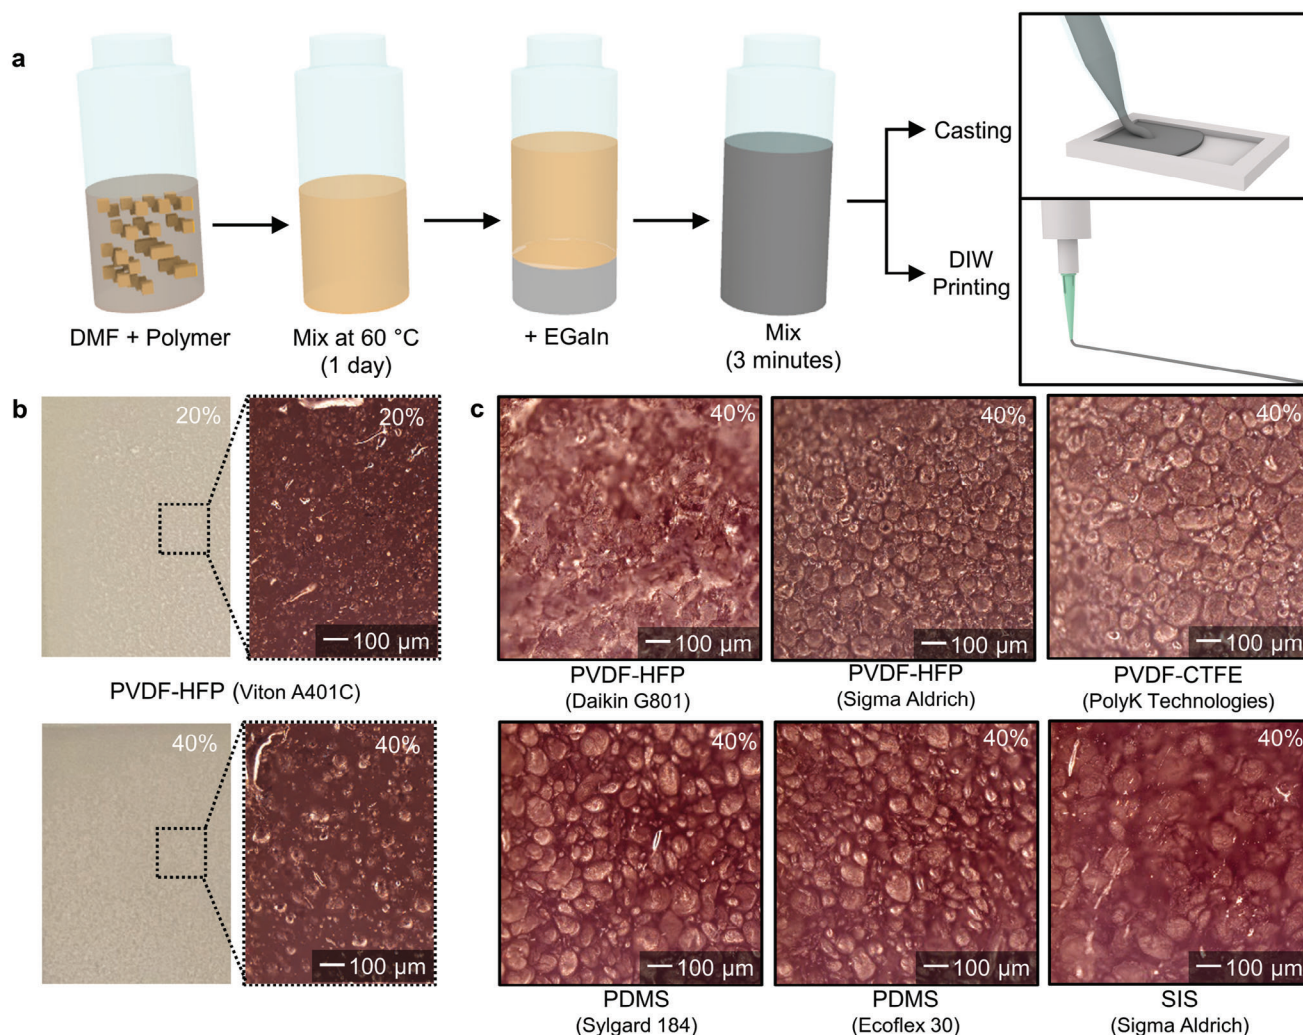 a
DMF + Polymer
Mix at 60 °C
(1 day)
+ EGaIn
Mix
(3 minutes)
Casting
DIW
Printing
b
20%
20%
100 µm
PVDF-HFP (Viton A401C)
40%
40%
100 µm
c
40%
100 µm
PVDF-HFP
(Daikin G801)
40%
100 µm
PVDF-HFP
(Sigma Aldrich)
40%
100 µm
PVDF-CTFE
(PolyK Technologies)
40%
100 µm
PDMS
(Sylgard 184)
40%
100 µm
PDMS
(Ecoflex 30)
40%
100 µm
SIS
(Sigma Aldrich)